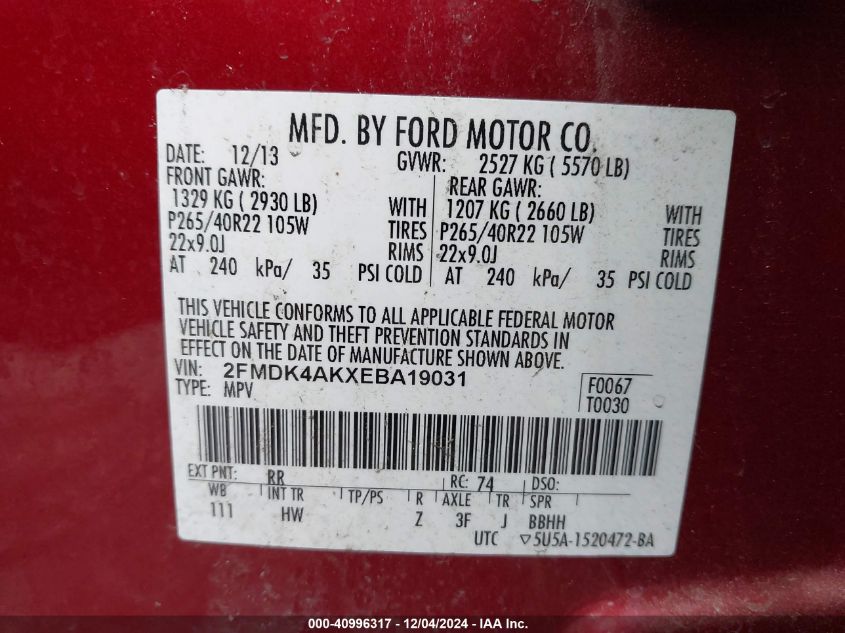 MFD. BY FORD MOTOR CO.
DATE: 12/13 GVWR: 2527 KG ( 5570 LB)
FRONT GAWR: REAR GAWR:
1329 KG ( 2930 LB) WITH 1207 KG ( 2660 LB) WITH
P265/40R22 105W TIRES P265/40R22 105W TIRES
22x9.0J RIMS 22x9.0J RIMS
AT 240 kPa/ 35 PSI COLD AT 240 kPa/ 35 PSI COLD
THIS VEHICLE CONFORMS TO ALL APPLICABLE FEDERAL MOTOR
VEHICLE SAFETY AND THEFT PREVENTION STANDARDS IN
EFFECT ON THE DATE OF MANUFACTURE SHOWN ABOVE.
VIN: 2FMDK4AKXEBA19031 F0067
TYPE: MPV T0030
EXT PNT: RR RC: 74 DSO:
WB INT TR TP/PS R AXLE TR SPR
111 HW Z 3F J BBHH
UTC ▽5U5A-1520472-BA
000-40996317 - 12/04/2024 - IAA Inc.